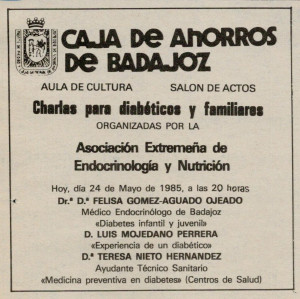 CAJA DE AHORROS
DE BADAJOZ
AULA DE CULTURA SALON DE ACTOS
Charlas para diabéticos y familiares
ORGANIZADAS POR LA
Asociación Extremeña de
Endocrinología y Nutrición
Hoy, día 24 de Mayo de 1985, a las 20 horas
Dr.ª D.ª FELISA GOMEZ-AGUADO OJEADO
Médico Endocrinólogo de Badajoz
«Diabetes infantil y juvenil»
D. LUIS MOJEDANO PERRERA
«Experiencia de un diabético»
D.ª TERESA NIETO HERNANDEZ
Ayudante Técnico Sanitario
«Medicina preventiva en diabetes» (Centros de Salud)